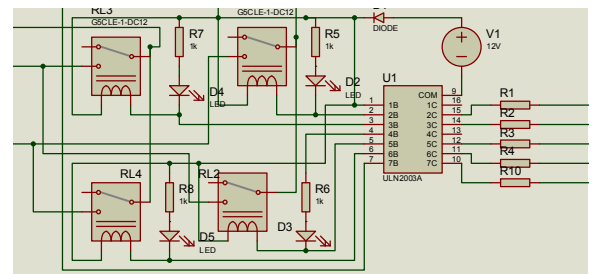 RL3
G5CLE-1-DC12
R7
1k
D4
LED
G5CLE-1-DC12
R5
1k
D2
LED
DIODE
V1
12V
U1
COM 9
1 1B 1C 16
2 2B 2C 15
3 3B 3C 14
4 4B 4C 13
5 5B 5C 12
6 6B 6C 11
7 7B 7C 10
ULN2003A
R1
R2
R3
R4
R10
RL4
R8
1k
D5
LED
RL2
R6
1k
D3